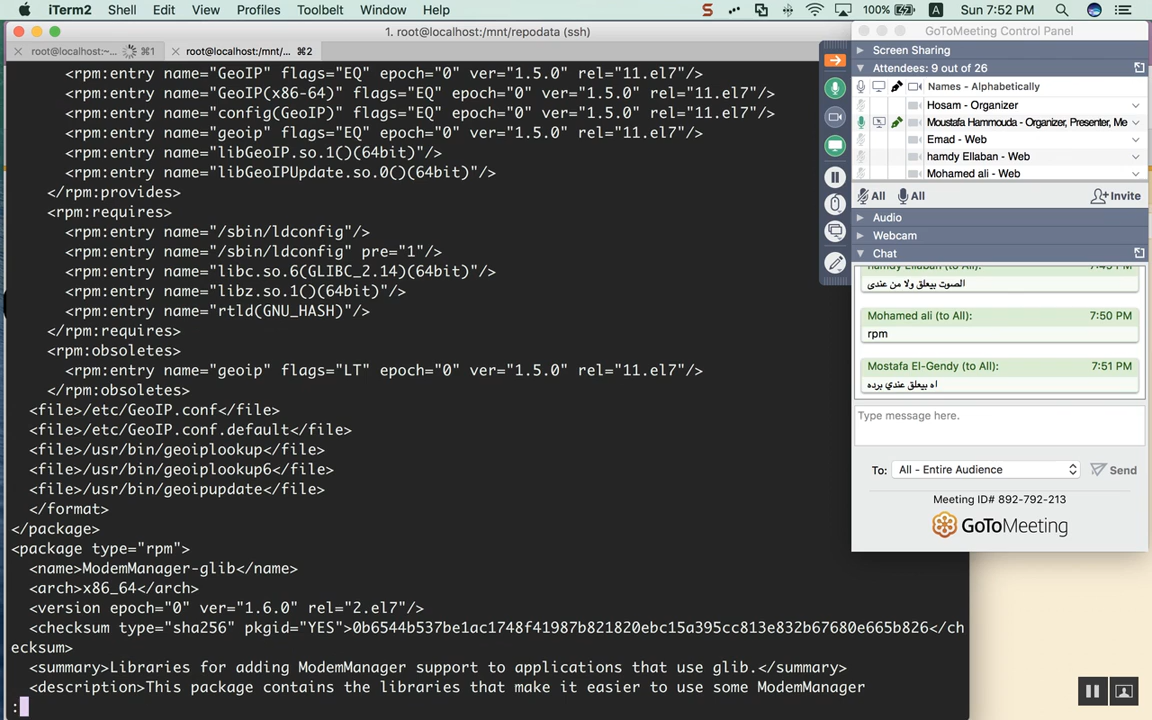 iTerm2 Shell Edit View Profiles Toolbelt Window Help 100% A Sun 7:52 PM
1. root@localhost:/mnt/repodata (ssh)
root@localhost:~... ⌘1 root@localhost:/mnt/... ⌘2
<rpm:entry name="GeoIP" flags="EQ" epoch="0" ver="1.5.0" rel="11.el7"/>
<rpm:entry name="GeoIP(x86-64)" flags="EQ" epoch="0" ver="1.5.0" rel="11.el7"/>
<rpm:entry name="config(GeoIP)" flags="EQ" epoch="0" ver="1.5.0" rel="11.el7"/>
<rpm:entry name="geoip" flags="EQ" epoch="0" ver="1.5.0" rel="11.el7"/>
<rpm:entry name="libGeoIP.so.1()(64bit)"/>
<rpm:entry name="libGeoIPUpdate.so.0()(64bit)"/>
</rpm:provides>
<rpm:requires>
<rpm:entry name="/sbin/ldconfig"/>
<rpm:entry name="/sbin/ldconfig" pre="1"/>
<rpm:entry name="libc.so.6(GLIBC_2.14)(64bit)"/>
<rpm:entry name="libz.so.1()(64bit)"/>
<rpm:entry name="rtld(GNU_HASH)"/>
</rpm:requires>
<rpm:obsoletes>
<rpm:entry name="geoip" flags="LT" epoch="0" ver="1.5.0" rel="11.el7"/>
</rpm:obsoletes>
<file>/etc/GeoIP.conf</file>
<file>/etc/GeoIP.conf.default</file>
<file>/usr/bin/geoiplookup</file>
<file>/usr/bin/geoiplookup6</file>
<file>/usr/bin/geoipupdate</file>
</format>
</package>
<package type="rpm">
<name>ModemManager-glib</name>
<arch>x86_64</arch>
<version epoch="0" ver="1.6.0" rel="2.el7"/>
<checksum type="sha256" pkgid="YES">0b6544b537be1ac1748f41987b821820ebc15a395cc813e832b67680e665b826</ch
ecksum>
<summary>Libraries for adding ModemManager support to applications that use glib.</summary>
<description>This package contains the libraries that make it easier to use some ModemManager
:
GoToMeeting Control Panel
Screen Sharing
Attendees: 9 out of 26
Names - Alphabetically
Hosam - Organizer
Moustafa Hammouda - Organizer, Presenter, Me
Emad - Web
hamdy Ellaban - Web
Mohamed ali - Web
All All Invite
Audio
Webcam
Chat
hamdy Ellaban (to All):
الصوت بيعلق ولا من عندى
Mohamed ali (to All): 7:50 PM
rpm
Mostafa El-Gendy (to All): 7:51 PM
اه بيعلق عندي برده
Type message here.
To: All - Entire Audience Send
Meeting ID# 892-792-213
GoToMeeting